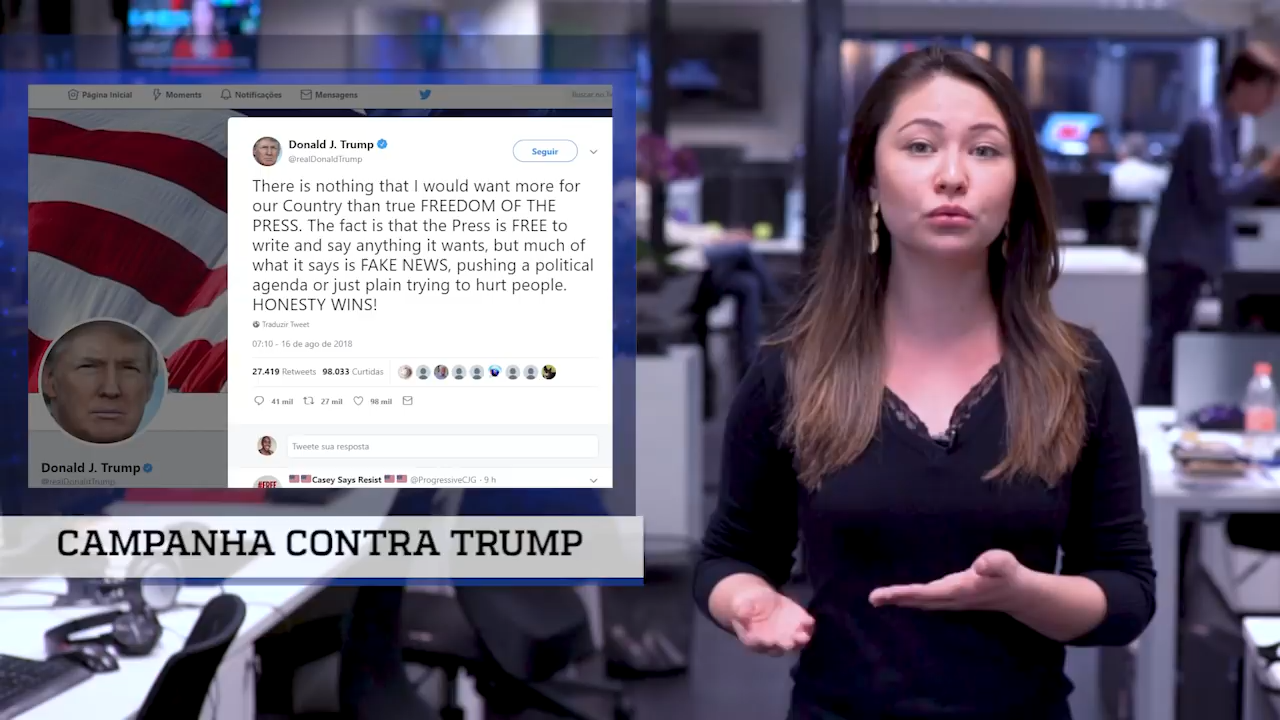 Página Inicial Moments Notificações Mensagens
Donald J. Trump
@realDonaldTrump
Seguir
There is nothing that I would want more for
our Country than true FREEDOM OF THE
PRESS. The fact is that the Press is FREE to
write and say anything it wants, but much of
what it says is FAKE NEWS, pushing a political
agenda or just plain trying to hurt people.
HONESTY WINS!
Traduzir Tweet
07:10 - 16 de ago de 2018
27.419 Retweets 98.033 Curtidas
41 mil 27 mil 98 mil
Tweete sua resposta
Casey Says Resist @ProgressiveCJG · 9 h
Donald J. Trump
@realDonaldTrump
CAMPANHA CONTRA TRUMP